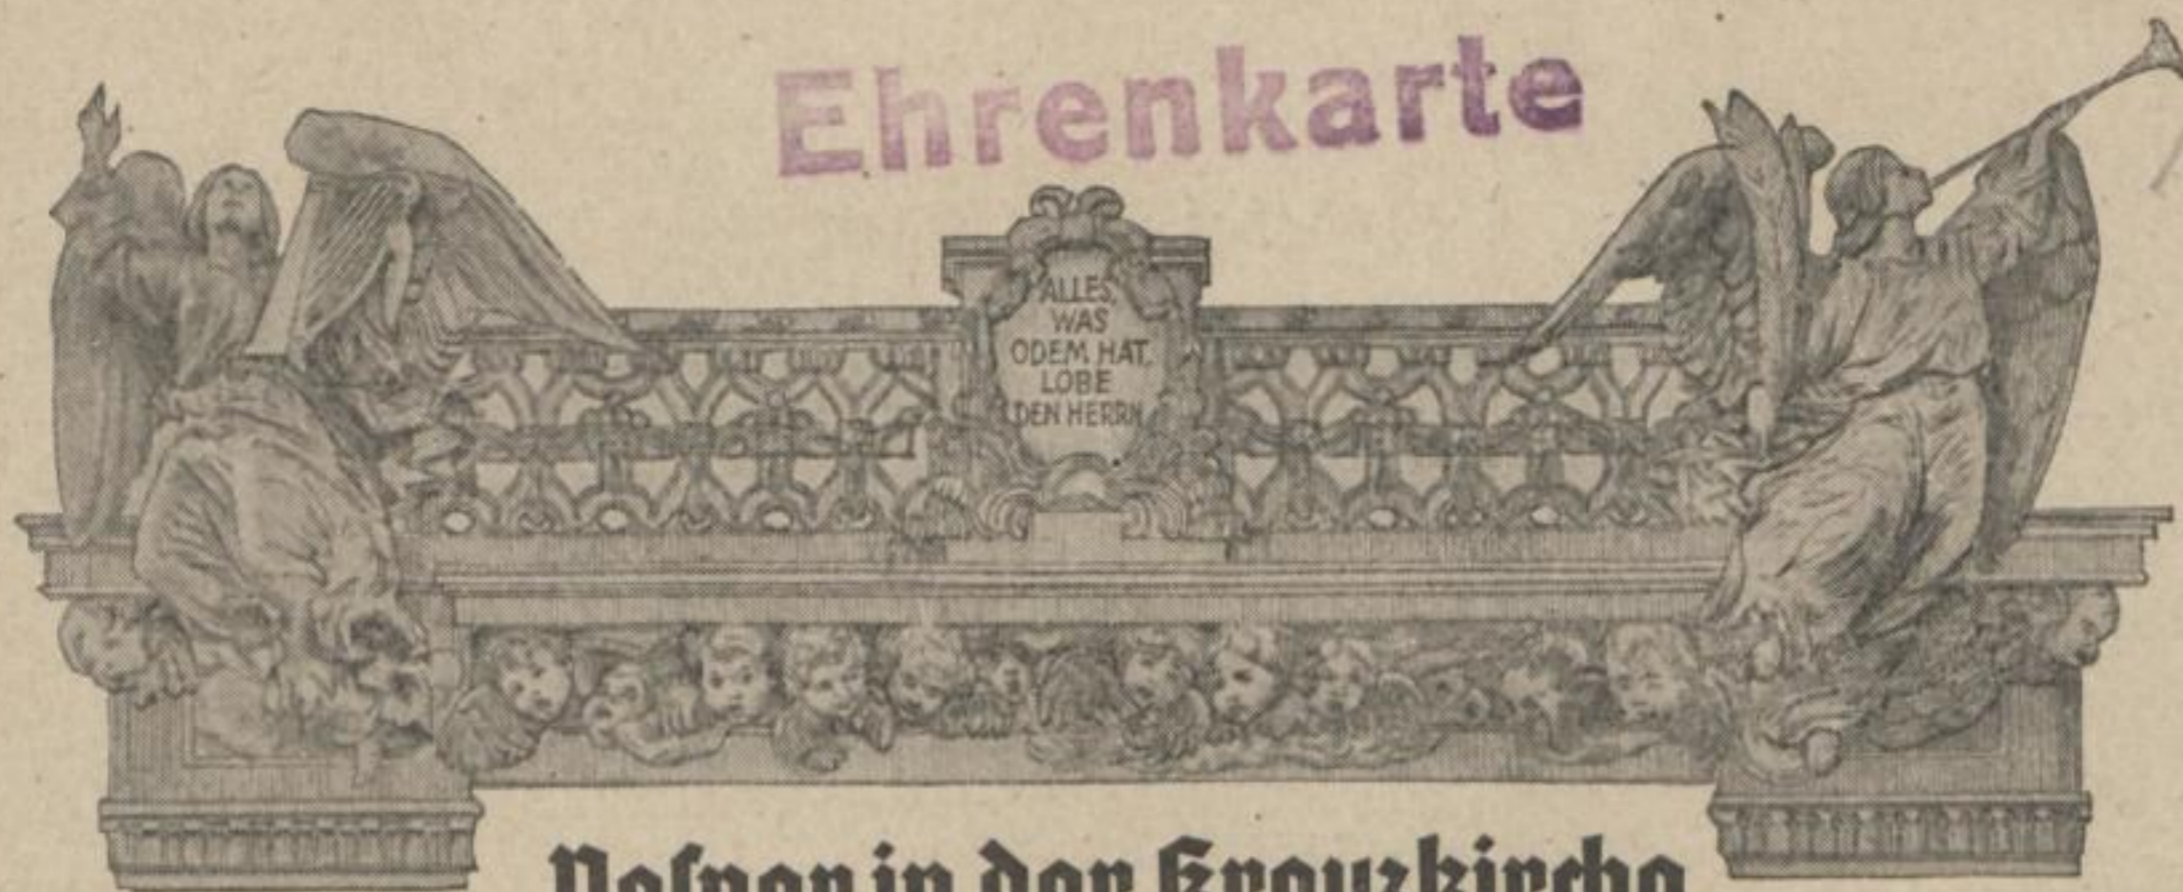 Ehrenkarte
ALLES,
WAS
ODEM HAT,
LOBE
DEN HERRN
Vesper in der Kreuzkirche